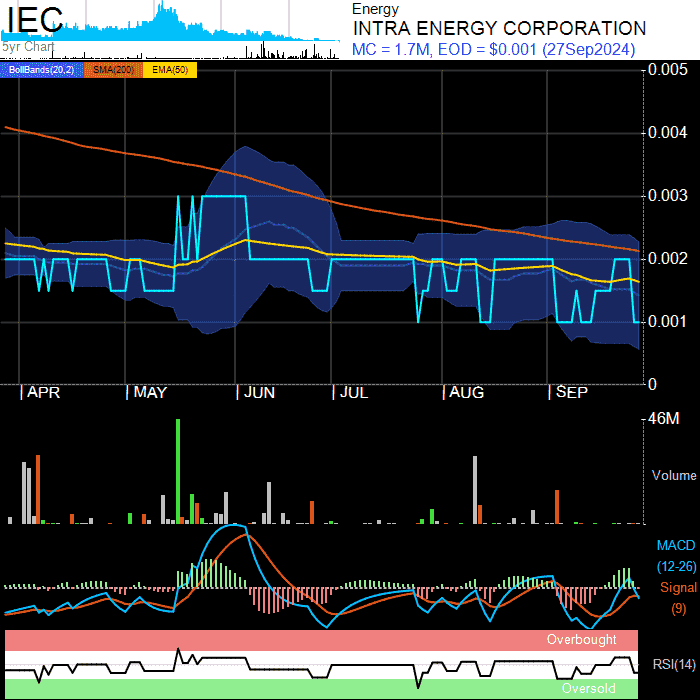 IEC
5yr Chart
Energy
INTRA ENERGY CORPORATION
MC = 1.7M, EOD = $0.001 (27Sep2024)
BollBands(20,2) SMA(200) EMA(50)
0.005
0.004
0.003
0.002
0.001
0
| APR | MAY | JUN | JUL | AUG | SEP
46M
Volume
MACD
(12-26)
Signal
(9)
Overbought
RSI(14)
Oversold